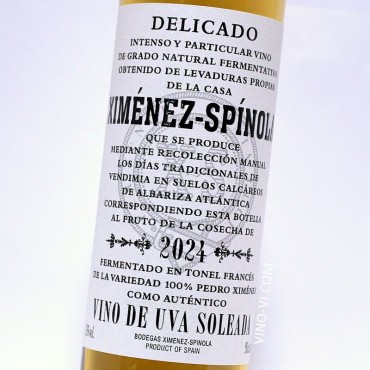 DELICADO
INTENSO Y PARTICULAR VINO
DE GRADO NATURAL FERMENTATIVO
OBTENIDO DE LEVADURAS PROPIAS
DE LA CASA
XIMÉNEZ-SPÍNOLA
QUE SE PRODUCE
MEDIANTE RECOLECCIÓN MANUAL
LOS DÍAS TRADICIONALES DE
VENDIMIA EN SUELOS CALCÁREOS
DE ALBARIZA ATLÁNTICA
CORRESPONDIENDO ESTA BOTELLA
AL FRUTO DE LA COSECHA DE
2024
FERMENTADO EN TONEL FRANCÉS
DE LA VARIEDAD 100% PEDRO XIMÉNEZ
COMO AUTÉNTICO
VINO DE UVA SOLEADA
BODEGAS XIMENEZ-SPINOLA
PRODUCT OF SPAIN
VINO-VI.COM